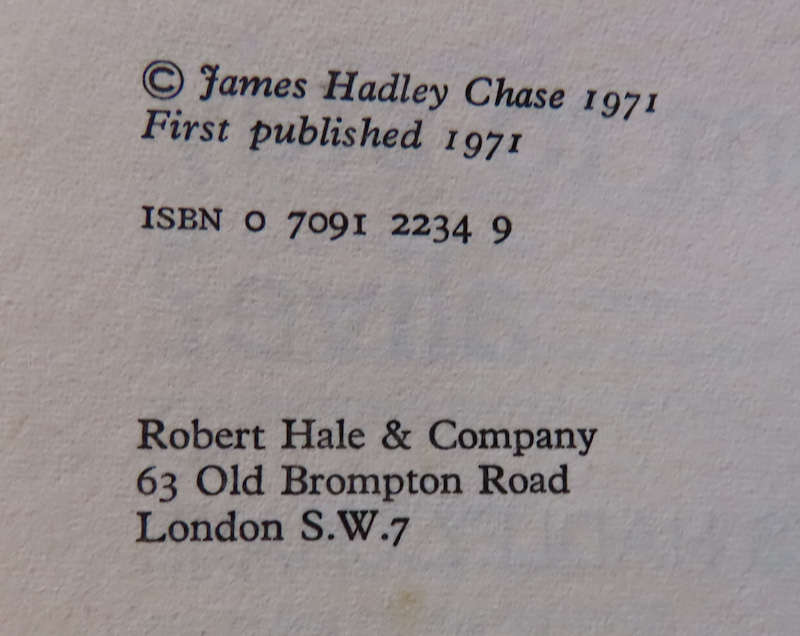 © James Hadley Chase 1971
First published 1971
ISBN 0 7091 2234 9
Robert Hale & Company
63 Old Brompton Road
London S.W.7